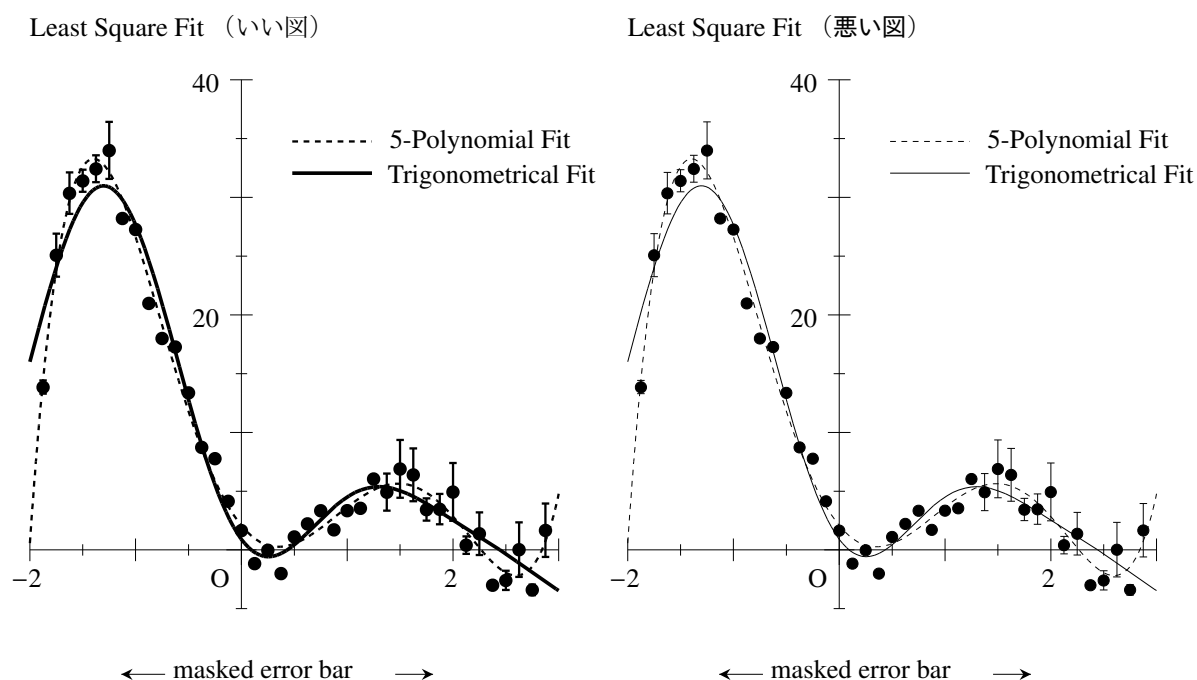 Least Square Fit （いい図）
40
5-Polynomial Fit
Trigonometrical Fit
20
−2
O
2
masked error bar
Least Square Fit （悪い図）
40
5-Polynomial Fit
Trigonometrical Fit
20
−2
O
2
masked error bar